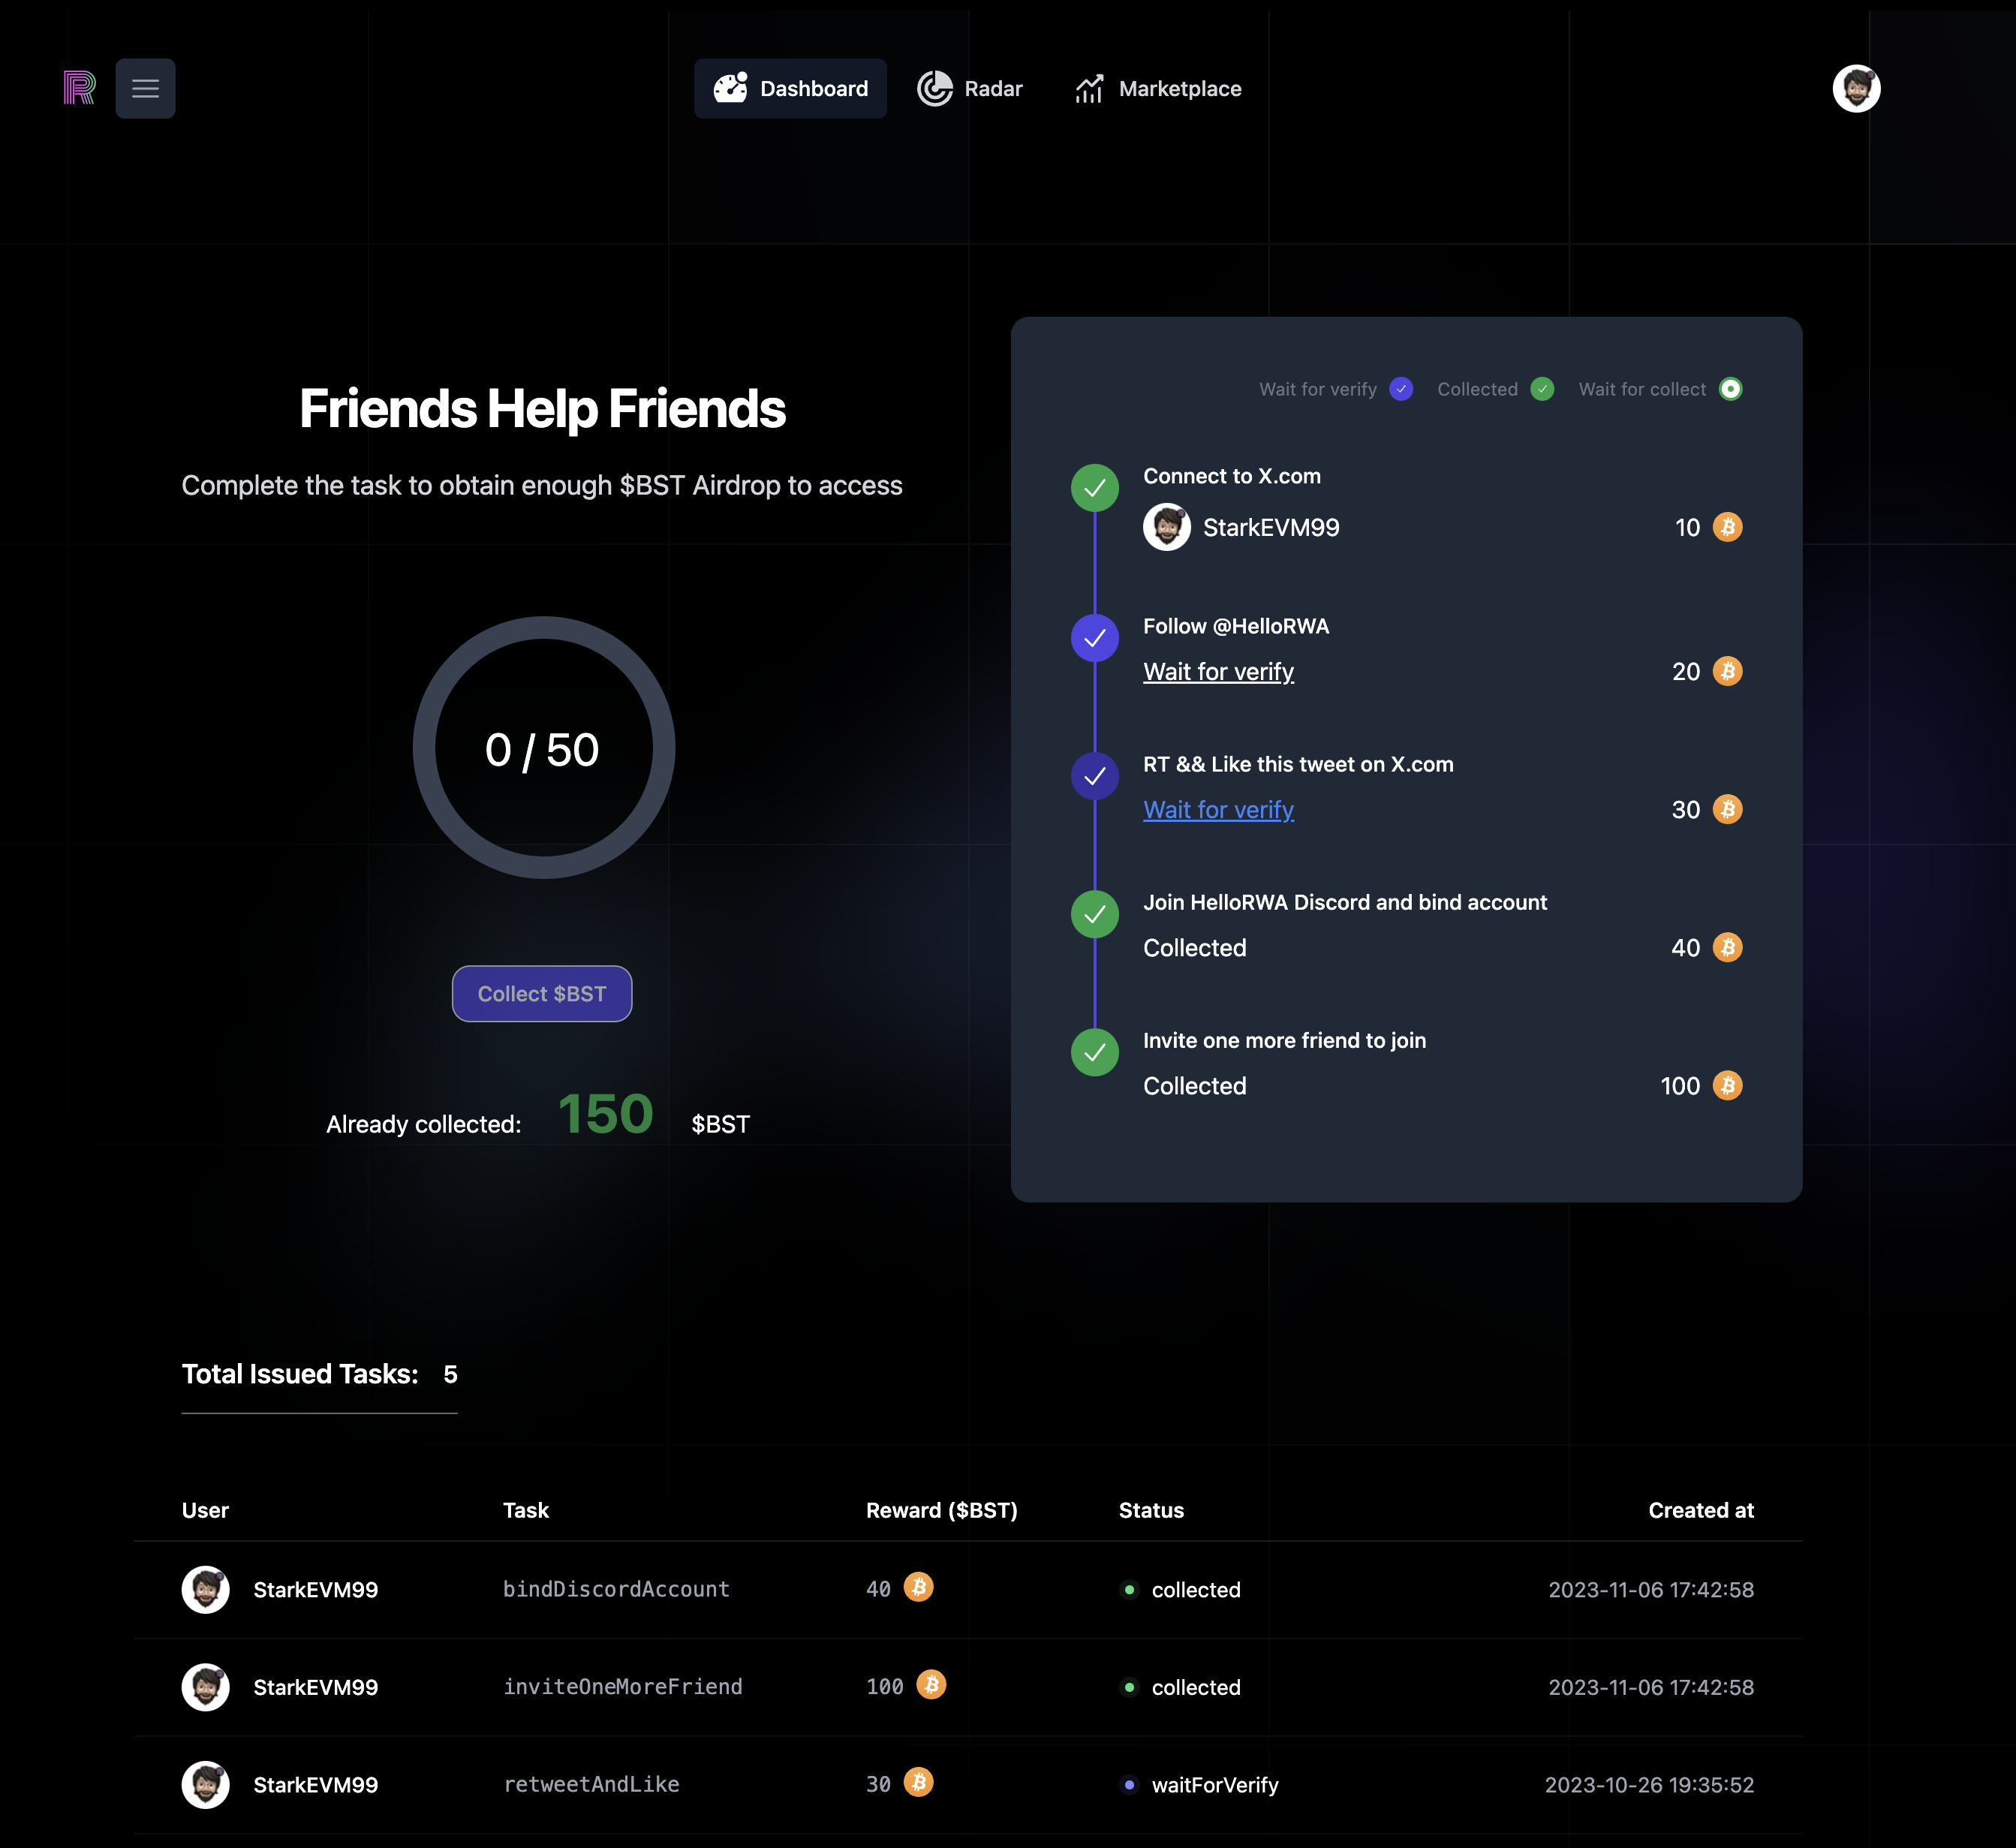 Dashboard
Radar
Marketplace
Friends Help Friends
Complete the task to obtain enough $BST Airdrop to access
0 / 50
Collect $BST
Already collected: 150 $BST
Wait for verify
Collected
Wait for collect
Connect to X.com
StarkEVM99
10
Follow @HelloRWA
Wait for verify
20
RT && Like this tweet on X.com
Wait for verify
30
Join HelloRWA Discord and bind account
Collected
40
Invite one more friend to join
Collected
100
Total Issued Tasks: 5
User Task Reward ($BST) Status Created at
StarkEVM99 bindDiscordAccount 40 collected 2023-11-06 17:42:58
StarkEVM99 inviteOneMoreFriend 100 collected 2023-11-06 17:42:58
StarkEVM99 retweetAndLike 30 waitForVerify 2023-10-26 19:35:52